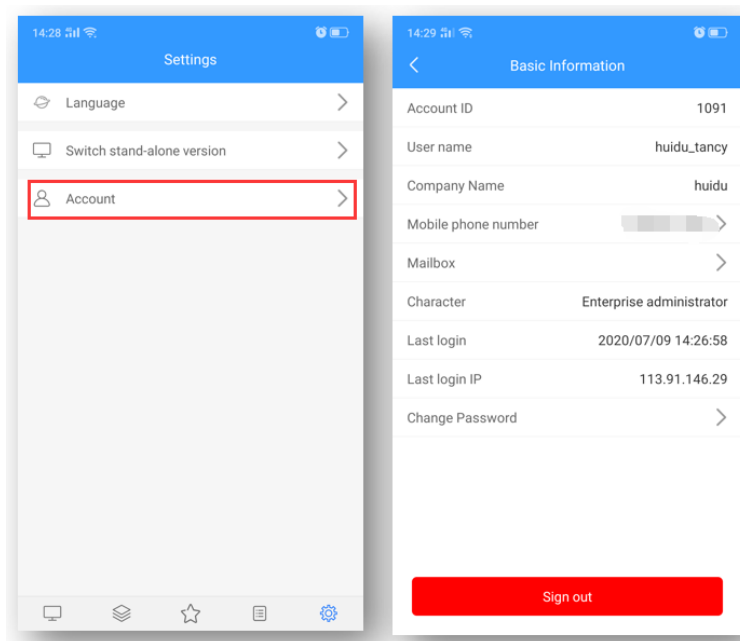 14:28
Settings
Language
Switch stand-alone version
Account
14:29
Basic Information
Account ID 1091
User name huidu_tancy
Company Name huidu
Mobile phone number
Mailbox
Character Enterprise administrator
Last login 2020/07/09 14:26:58
Last login IP 113.91.146.29
Change Password
Sign out